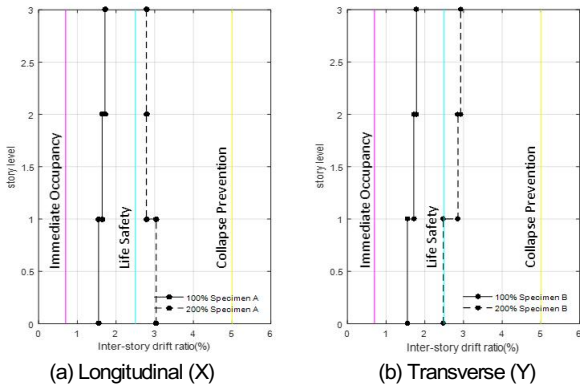 3
2.5
2
1.5
1
0.5
0
story level
Immediate Occupancy
Life Safety
Collapse Prevention
100% Specimen A
200% Specimen A
0 1 2 3 4 5 6
Inter-story drift ratio(%)
(a) Longitudinal (X)
3
2.5
2
1.5
1
0.5
0
story level
Immediate Occupancy
Life Safety
Collapse Prevention
100% Specimen B
200% Specimen B
0 1 2 3 4 5 6
Inter-story drift ratio(%)
(b) Transverse (Y)